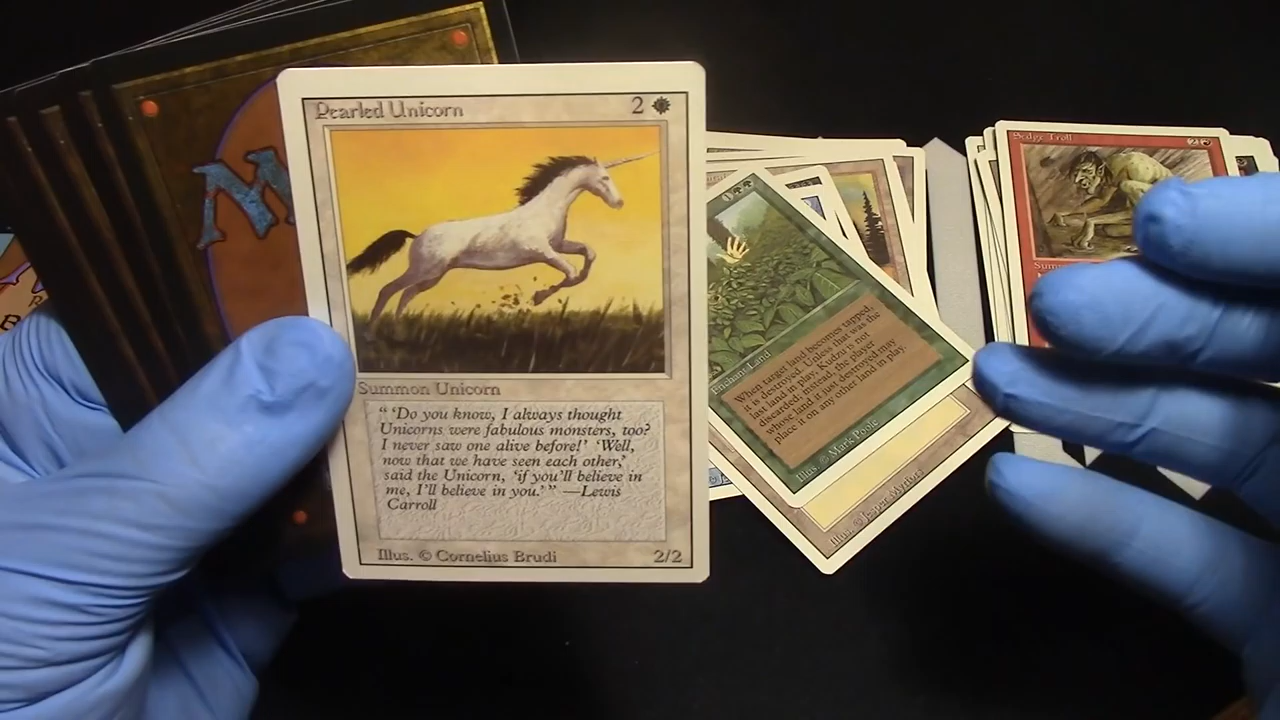 Pearled Unicorn 2
Summon Unicorn
" 'Do you know, I always thought
Unicorns were fabulous monsters, too?
I never saw one alive before!' 'Well,
now that we have seen each other,'
said the Unicorn, 'if you'll believe in
me, I'll believe in you.' " —Lewis
Carroll
Illus. © Cornelius Brudi 2/2
M
1
Enchant Land
When target land becomes tapped,
it is destroyed. Unless that was the
last land in play, Kudzu is not
discarded; instead, the player
whose land it just destroyed may
place it on any other land in play.
Illus. © Mark Poole
Illus. © Jesper Myrfors
Sedge Troll 2
Summ